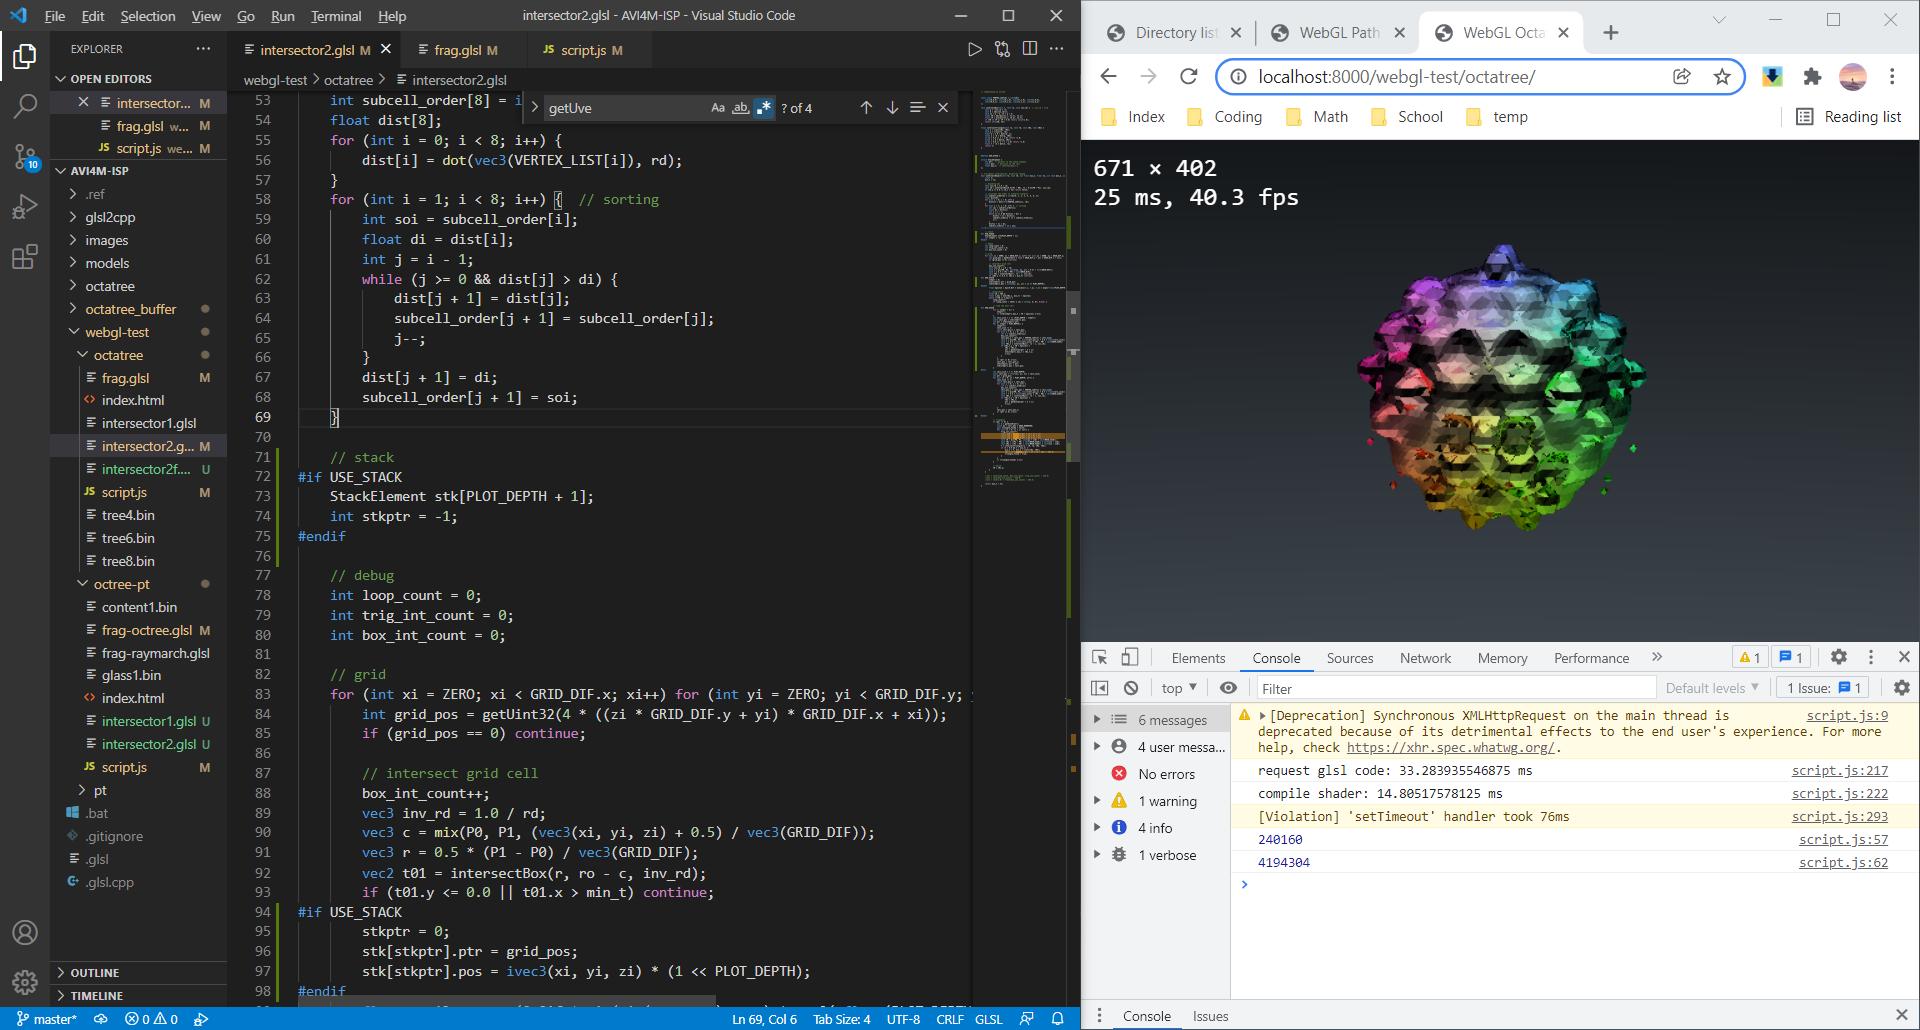 File Edit Selection View Go Run Terminal Help
intersector2.glsl - AVI4M-ISP - Visual Studio Code
EXPLORER
OPEN EDITORS
intersector... M
frag.glsl w... M
script.js we... M
AVI4M-ISP
.ref
glsl2cpp
images
models
octatree
octatree_buffer
webgl-test
octatree
frag.glsl M
index.html
intersector1.glsl
intersector2.g... M
intersector2f.... U
script.js M
tree4.bin
tree6.bin
tree8.bin
octree-pt
content1.bin
frag-octree.glsl M
frag-raymarch.glsl
glass1.bin
index.html
intersector1.glsl U
intersector2.glsl U
script.js M
pt
.bat
.gitignore
.glsl
.glsl.cpp
OUTLINE
TIMELINE
10
intersector2.glsl M
frag.glsl M
JS script.js M
webgl-test > octatree > intersector2.glsl
getUve Aa ab ? of 4
53 int subcell_order[8] = i
54 float dist[8];
55 for (int i = 0; i < 8; i++) {
56 dist[i] = dot(vec3(VERTEX_LIST[i]), rd);
57 }
58 for (int i = 1; i < 8; i++) { // sorting
59 int soi = subcell_order[i];
60 float di = dist[i];
61 int j = i - 1;
62 while (j >= 0 && dist[j] > di) {
63 dist[j + 1] = dist[j];
64 subcell_order[j + 1] = subcell_order[j];
65 j--;
66 }
67 dist[j + 1] = di;
68 subcell_order[j + 1] = soi;
69 }
70
71 // stack
72 #if USE_STACK
73 StackElement stk[PLOT_DEPTH + 1];
74 int stkptr = -1;
75 #endif
76
77 // debug
78 int loop_count = 0;
79 int trig_int_count = 0;
80 int box_int_count = 0;
81
82 // grid
83 for (int xi = ZERO; xi < GRID_DIF.x; xi++) for (int yi = ZERO; yi < GRID_DIF.y;
84 int grid_pos = getUint32(4 * ((zi * GRID_DIF.y + yi) * GRID_DIF.x + xi));
85 if (grid_pos == 0) continue;
86
87 // intersect grid cell
88 box_int_count++;
89 vec3 inv_rd = 1.0 / rd;
90 vec3 c = mix(P0, P1, (vec3(xi, yi, zi) + 0.5) / vec3(GRID_DIF));
91 vec3 r = 0.5 * (P1 - P0) / vec3(GRID_DIF);
92 vec2 t01 = intersectBox(r, ro - c, inv_rd);
93 if (t01.y <= 0.0 || t01.x > min_t) continue;
94 #if USE_STACK
95 stkptr = 0;
96 stk[stkptr].ptr = grid_pos;
97 stk[stkptr].pos = ivec3(xi, yi, zi) * (1 << PLOT_DEPTH);
98 #endif
master* 0 0 Ln 69, Col 6 Tab Size: 4 UTF-8 CRLF GLSL
Directory list WebGL Path WebGL Octa
localhost:8000/webgl-test/octatree/
Index Coding Math School temp Reading list
671 × 402
25 ms, 40.3 fps
Elements Console Sources Network Memory Performance » 1 1
top Filter Default levels 1 Issue: 1
6 messages
4 user messa...
No errors
1 warning
4 info
1 verbose
[Deprecation] Synchronous XMLHttpRequest on the main thread is script.js:9
deprecated because of its detrimental effects to the end user's experience. For more
help, check https://xhr.spec.whatwg.org/.
request glsl code: 33.283935546875 ms script.js:217
compile shader: 14.80517578125 ms script.js:222
[Violation] 'setTimeout' handler took 76ms script.js:293
240160 script.js:57
4194304 script.js:62
Console Issues